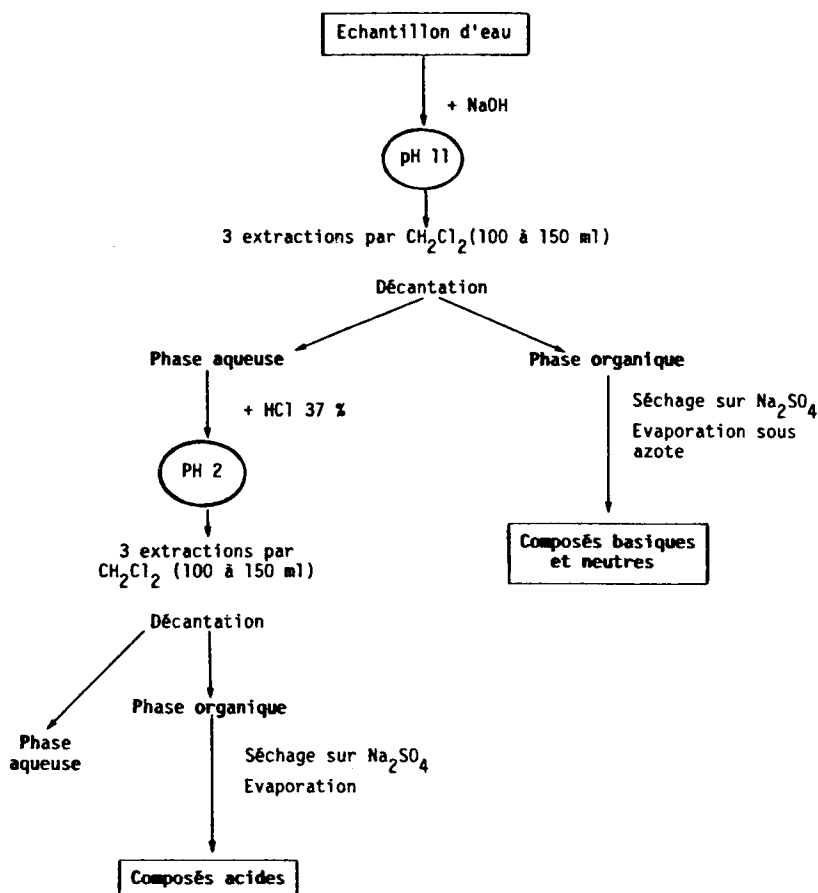 Echantillon d'eau
+ NaOH
pH 11
3 extractions par CH₂Cl₂(100 à 150 ml)
Décantation
Phase aqueuse
+ HCl 37 %
PH 2
3 extractions par
CH₂Cl₂ (100 à 150 ml)
Décantation
Phase
aqueuse
Phase organique
Séchage sur Na₂SO₄
Evaporation
Composés acides
Phase organique
Séchage sur Na₂SO₄
Evaporation sous
azote
Composés basiques
et neutres